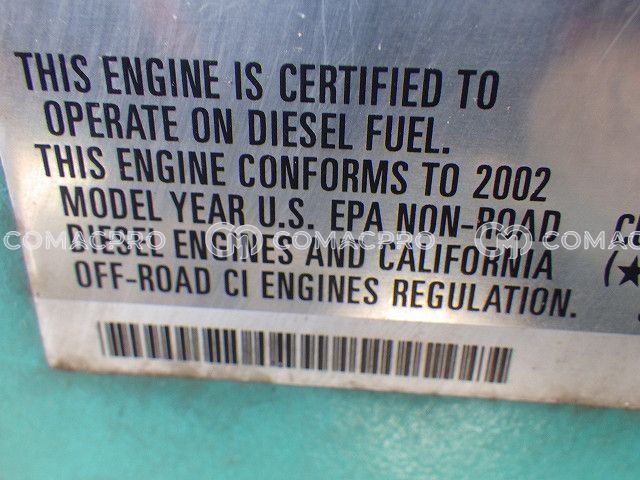 THIS ENGINE IS CERTIFIED TO
OPERATE ON DIESEL FUEL.
THIS ENGINE CONFORMS TO 2002
MODEL YEAR U.S. EPA NON-ROAD
DIESEL ENGINES AND CALIFORNIA
OFF-ROAD CI ENGINES REGULATION.
(★
COMACPRO COMACPRO COMACPRO